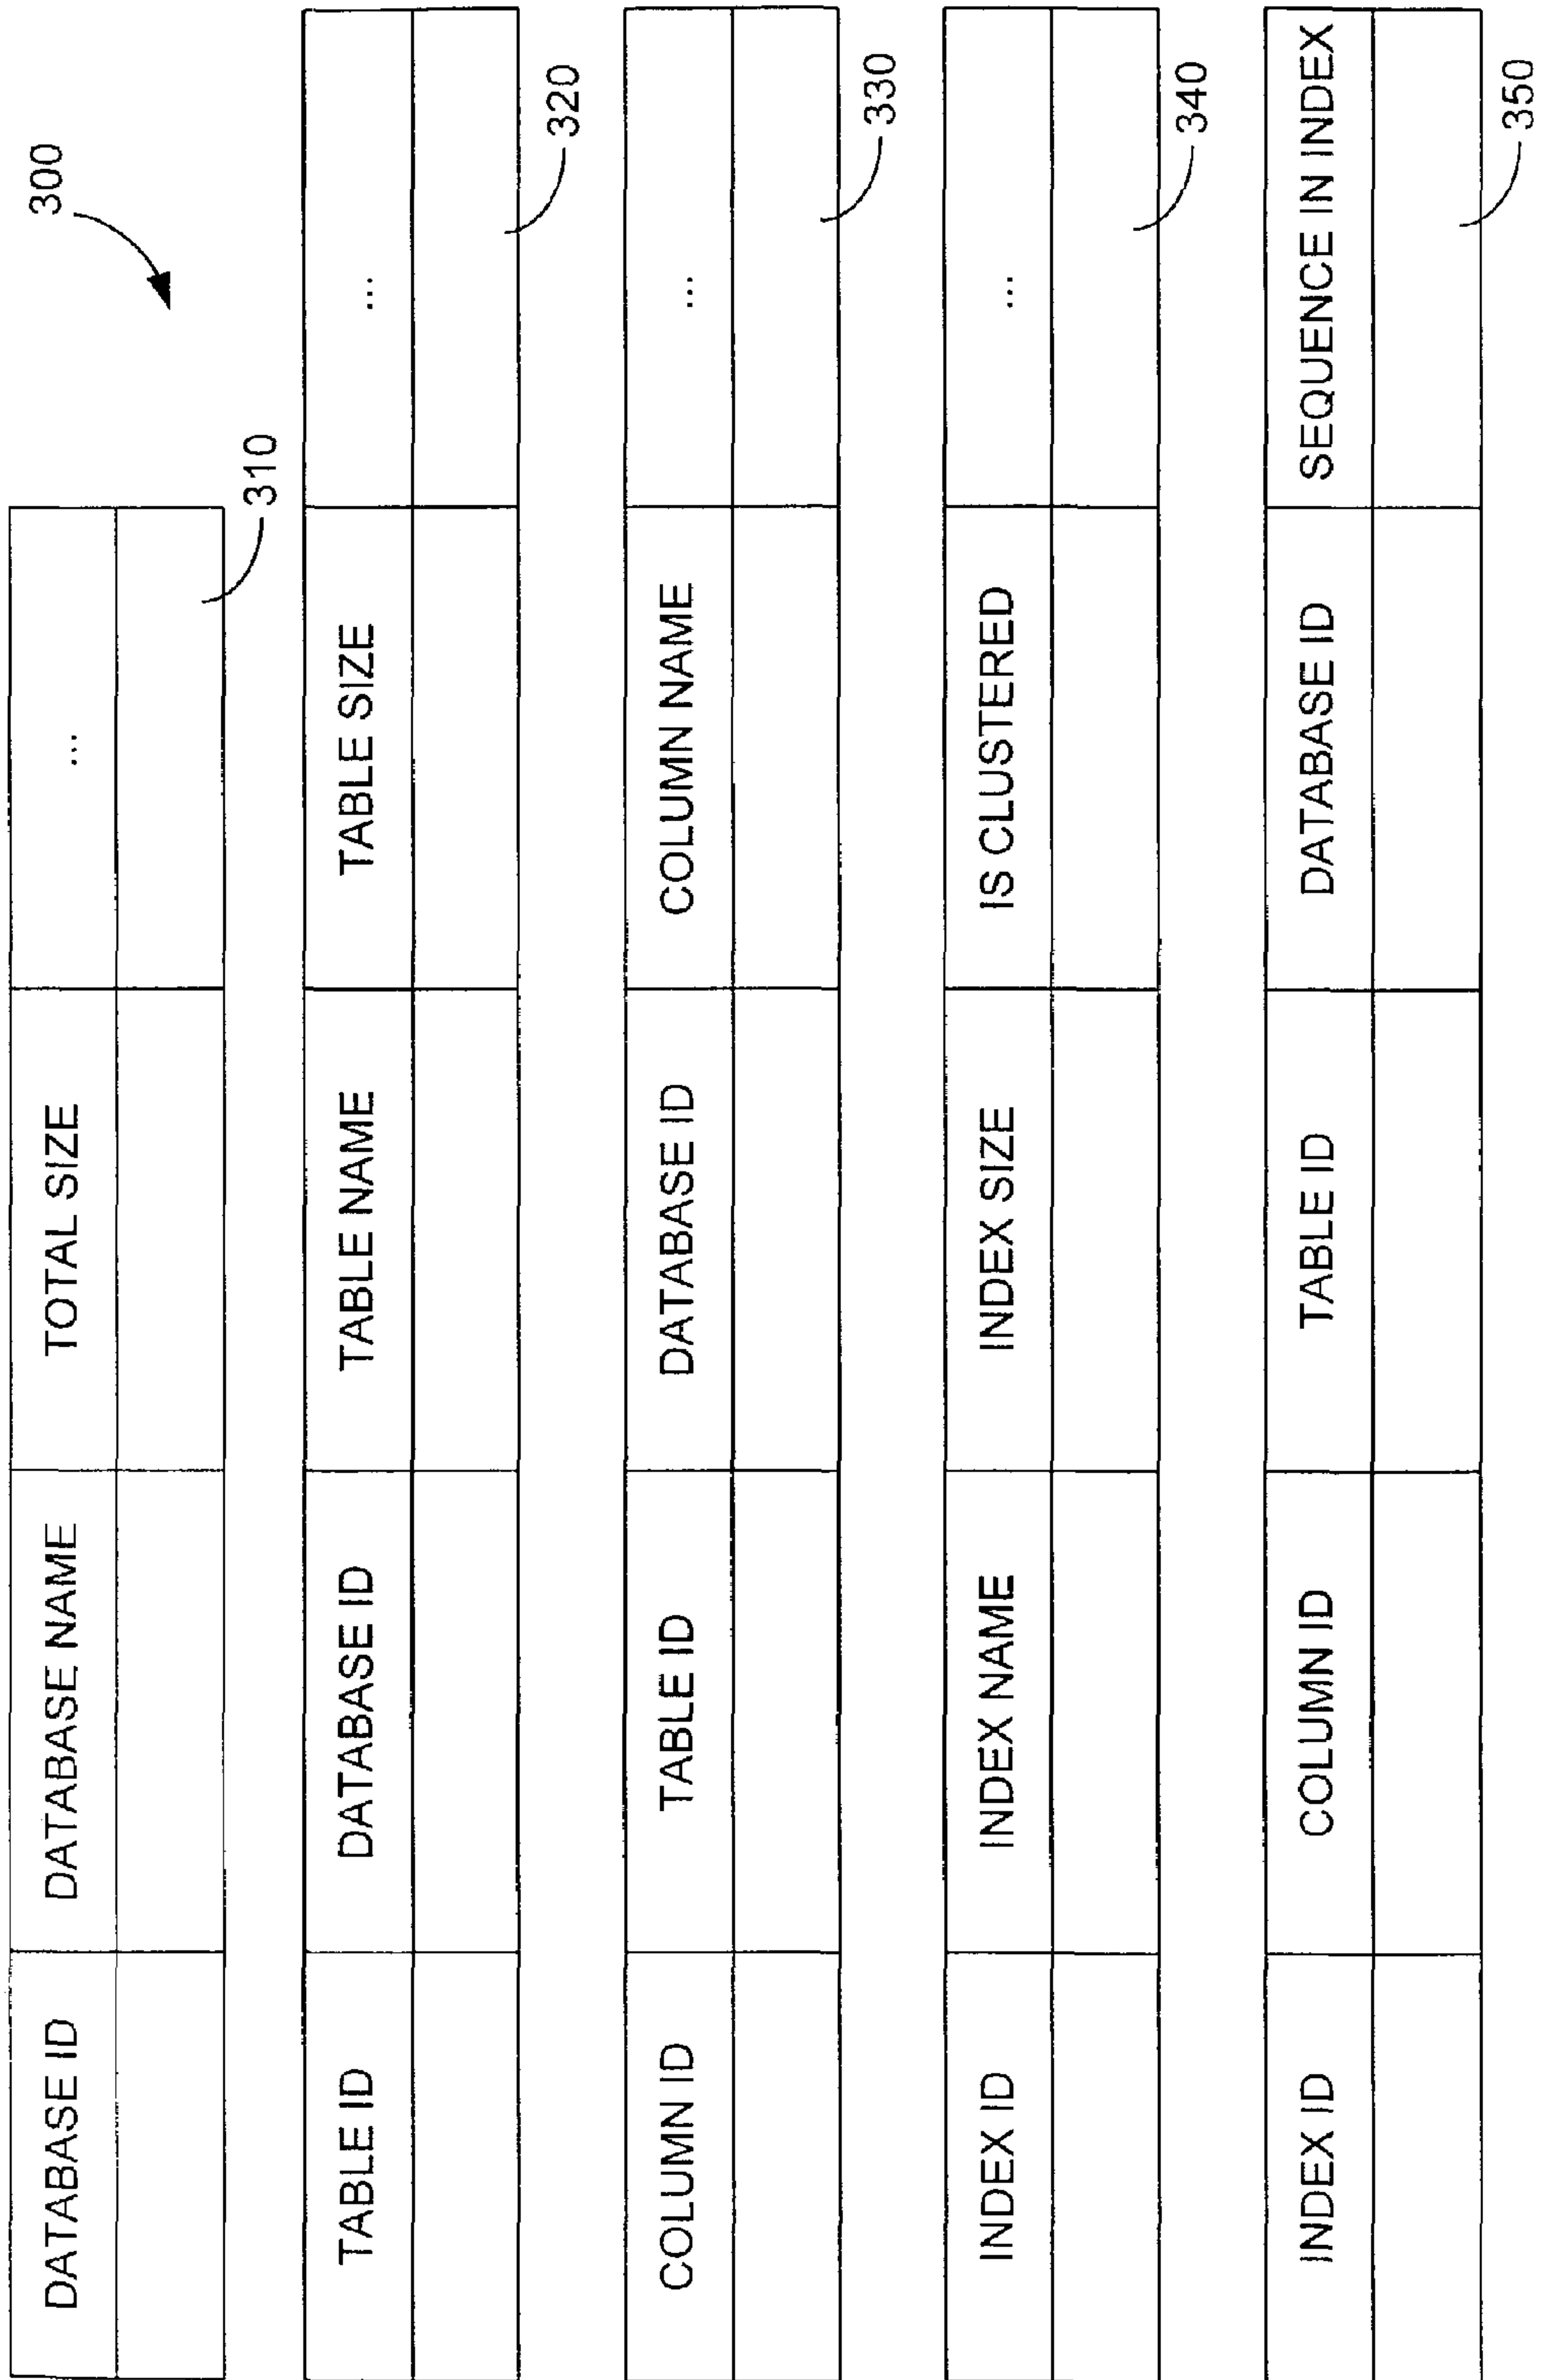 300
DATABASE ID DATABASE NAME TOTAL SIZE ...
310
TABLE ID DATABASE ID TABLE NAME TABLE SIZE ...
320
COLUMN ID TABLE ID DATABASE ID COLUMN NAME ...
330
INDEX ID INDEX NAME INDEX SIZE IS CLUSTERED ...
340
INDEX ID COLUMN ID TABLE ID DATABASE ID SEQUENCE IN INDEX
350